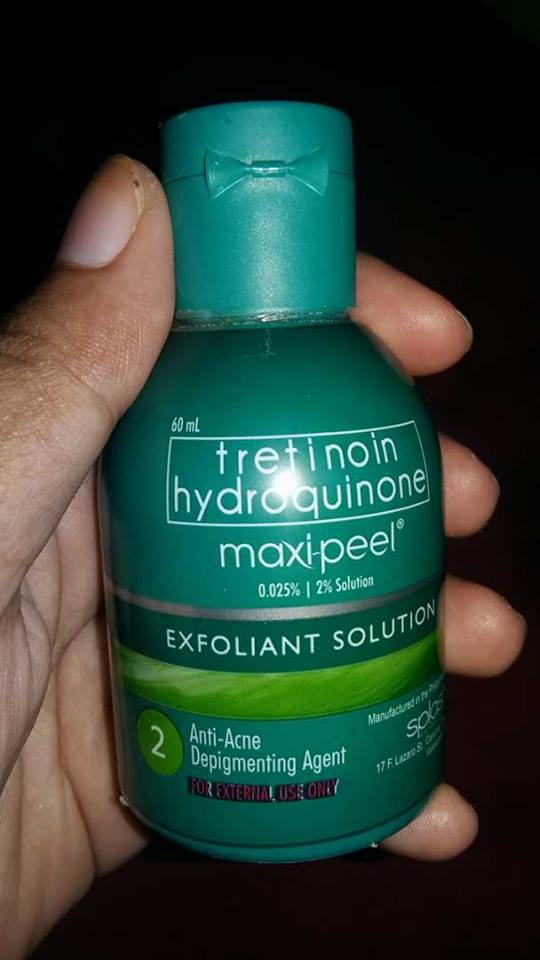 60 mL
tretinoin
hydroquinone
maxi-peel®
0.025% | 2% Solution
EXFOLIANT SOLUTION
2
Anti-Acne
Depigmenting Agent
FOR EXTERNAL USE ONLY
Manufactured in the
17 F. Lazaro St.